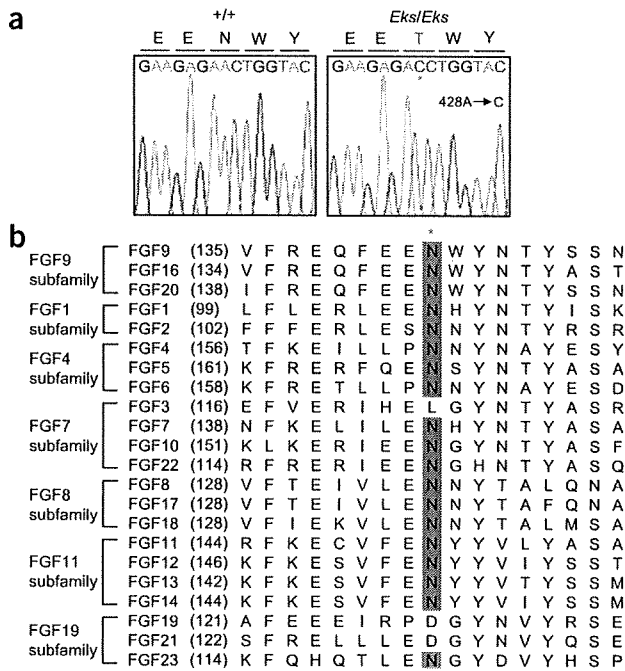 a
+/+ Eks/Eks
E E N W Y E E T W Y
GAAGAGAACTGGTAC GAAGAGACCTGGTAC
428A→C
b
*
FGF9 subfamily
FGF9 (135) V F R E Q F E E N W Y N T Y S S N
FGF16 (134) V F R E Q F E E N W Y N T Y A S T
FGF20 (138) I F R E Q F E E N W Y N T Y S S N
FGF1 subfamily
FGF1 (99) L F L E R L E E N H Y N T Y I S K
FGF2 (102) F F F E R L E S N N Y N T Y R S R
FGF4 subfamily
FGF4 (156) T F K E I L L P N N Y N A Y E S Y
FGF5 (161) K F R E R F Q E N S Y N T Y A S A
FGF6 (158) K F R E T L L P N N Y N A Y E S D
FGF7 subfamily
FGF3 (116) E F V E R I H E L G Y N T Y A S R
FGF7 (138) N F K E L I L E N H Y N T Y A S A
FGF10 (151) K L K E R I E E N G Y N T Y A S F
FGF22 (114) R F R E R I E E N G H N T Y A S Q
FGF8 subfamily
FGF8 (128) V F T E I V L E N N Y T A L Q N A
FGF17 (128) V F T E I V L E N N Y T A F Q N A
FGF18 (128) V F I E K V L E N N Y T A L M S A
FGF11 subfamily
FGF11 (144) R F K E C V F E N Y Y V L Y A S A
FGF12 (146) K F K E S V F E N Y Y V I Y S S T
FGF13 (142) K F K E S V F E N Y Y V T Y S S M
FGF14 (144) K F K E S V F E N Y Y V I Y S S M
FGF19 subfamily
FGF19 (121) A F E E E I R P D G Y N V Y R S E
FGF21 (122) S F R E L L L E D G Y N V Y Q S E
FGF23 (114) K F Q H Q T L E N G Y D V Y H S P